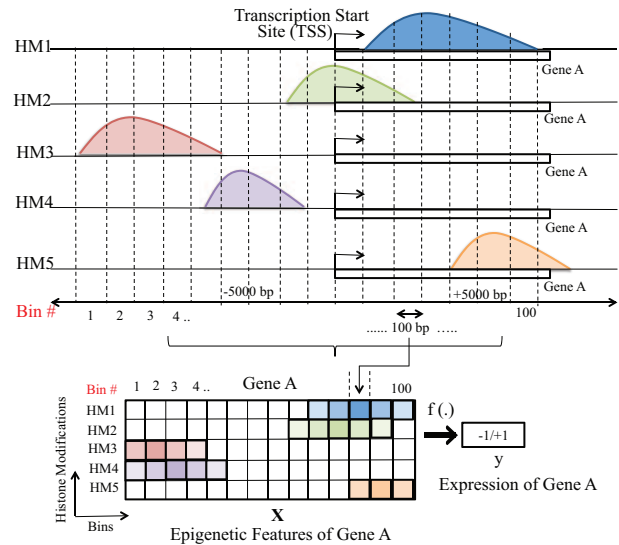 Transcription Start
Site (TSS)
HM1
Gene A
HM2
Gene A
HM3
Gene A
HM4
Gene A
HM5
Gene A
-5000 bp
+5000 bp
Bin #
1 2 3 4 ..
100
...... 100 bp .....
Bin #
1 2 3 4 ..
Gene A
100
HM1
HM2
HM3
HM4
HM5
Histone Modifications
Bins
X
Epigenetic Features of Gene A
f (.)
-1/+1
y
Expression of Gene A